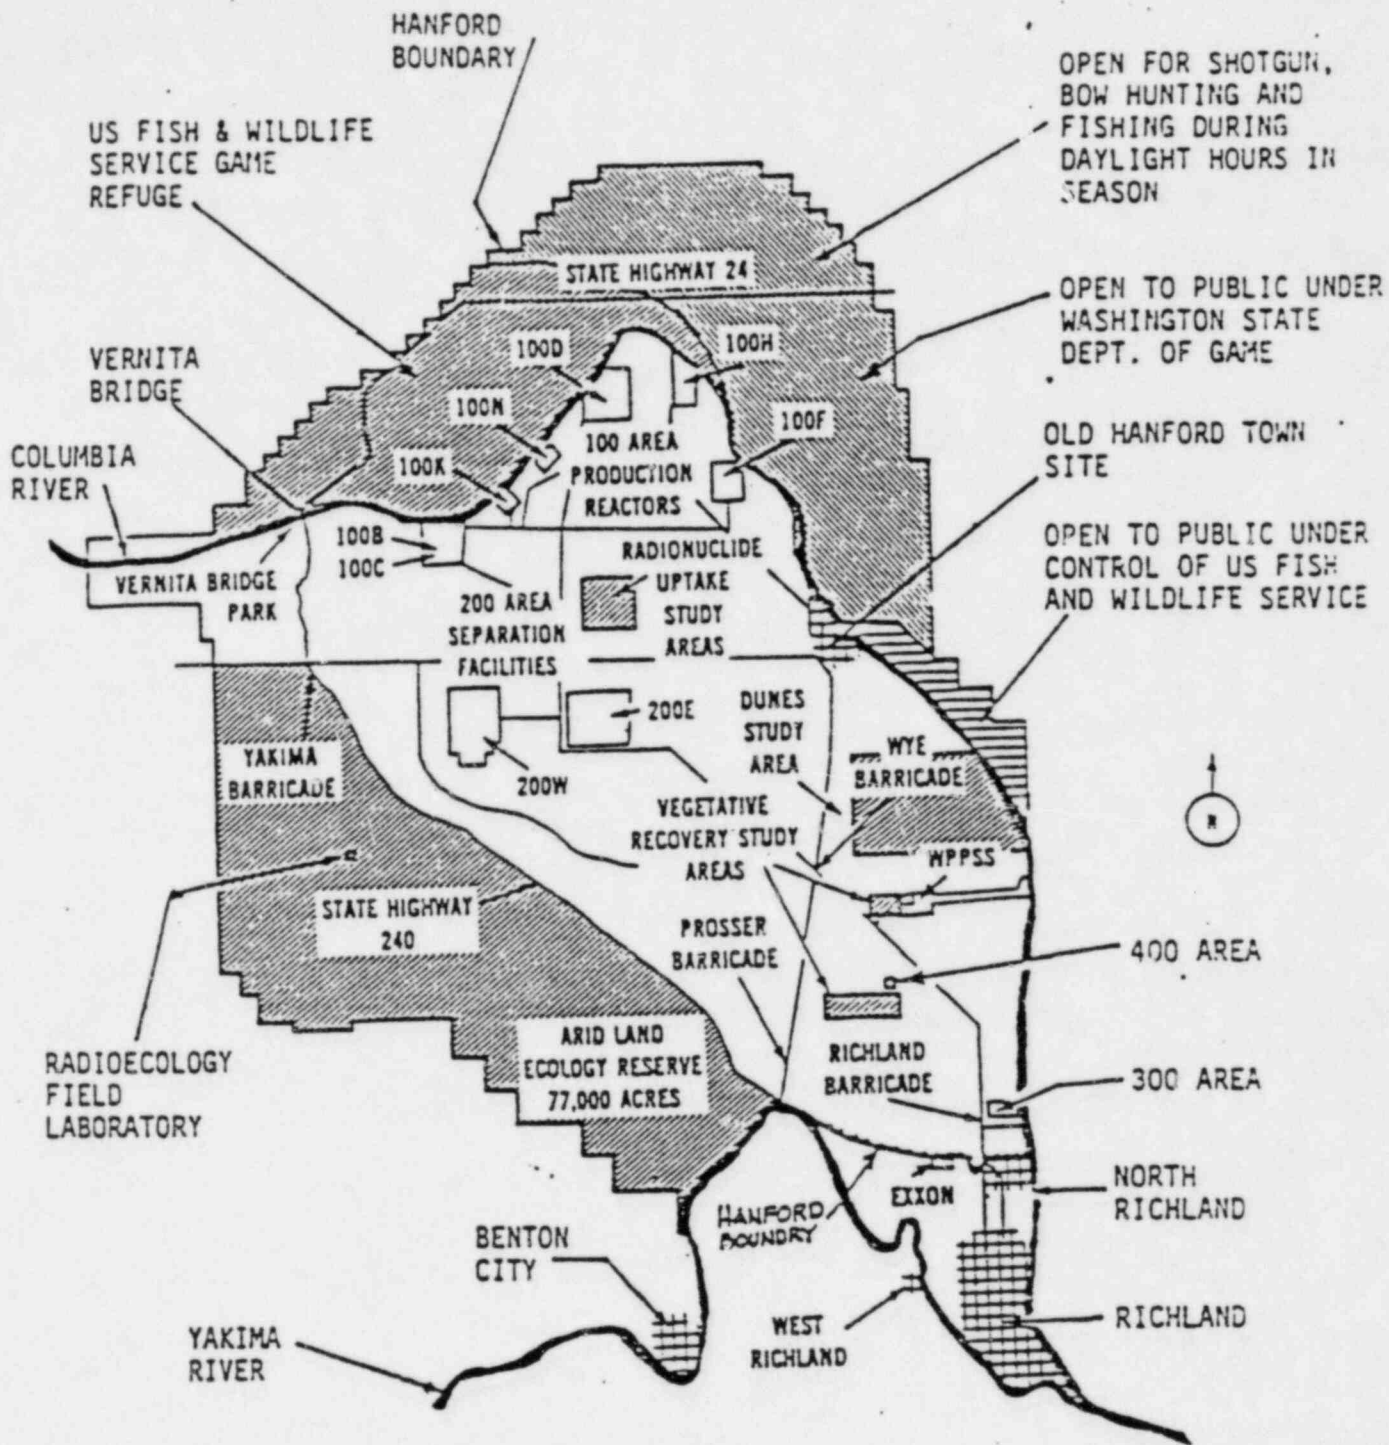 HANFORD
BOUNDARY
OPEN FOR SHOTGUN,
BOW HUNTING AND
FISHING DURING
DAYLIGHT HOURS IN
SEASON
US FISH & WILDLIFE
SERVICE GAME
REFUGE
STATE HIGHWAY 24
OPEN TO PUBLIC UNDER
WASHINGTON STATE
DEPT. OF GAME
VERNITA
BRIDGE
100D
100H
100N
100F
OLD HANFORD TOWN
SITE
COLUMBIA
RIVER
100K
100 AREA
PRODUCTION
REACTORS
OPEN TO PUBLIC UNDER
CONTROL OF US FISH
AND WILDLIFE SERVICE
100B
100C
VERNITA BRIDGE
PARK
RADIONUCLIDE
UPTAKE
STUDY
AREAS
200 AREA
SEPARATION
FACILITIES
200E
200W
DUNES
STUDY
AREA
WYE
BARRICADE
YAKIMA
BARRICADE
VEGETATIVE
RECOVERY STUDY
AREAS
WPPSS
N
STATE HIGHWAY
240
PROSSER
BARRICADE
400 AREA
RADIOECOLOGY
FIELD
LABORATORY
ARID LAND
ECOLOGY RESERVE
77,000 ACRES
RICHLAND
BARRICADE
300 AREA
EXXON
NORTH
RICHLAND
HANFORD
BOUNDRY
BENTON
CITY
YAKIMA
RIVER
WEST
RICHLAND
RICHLAND